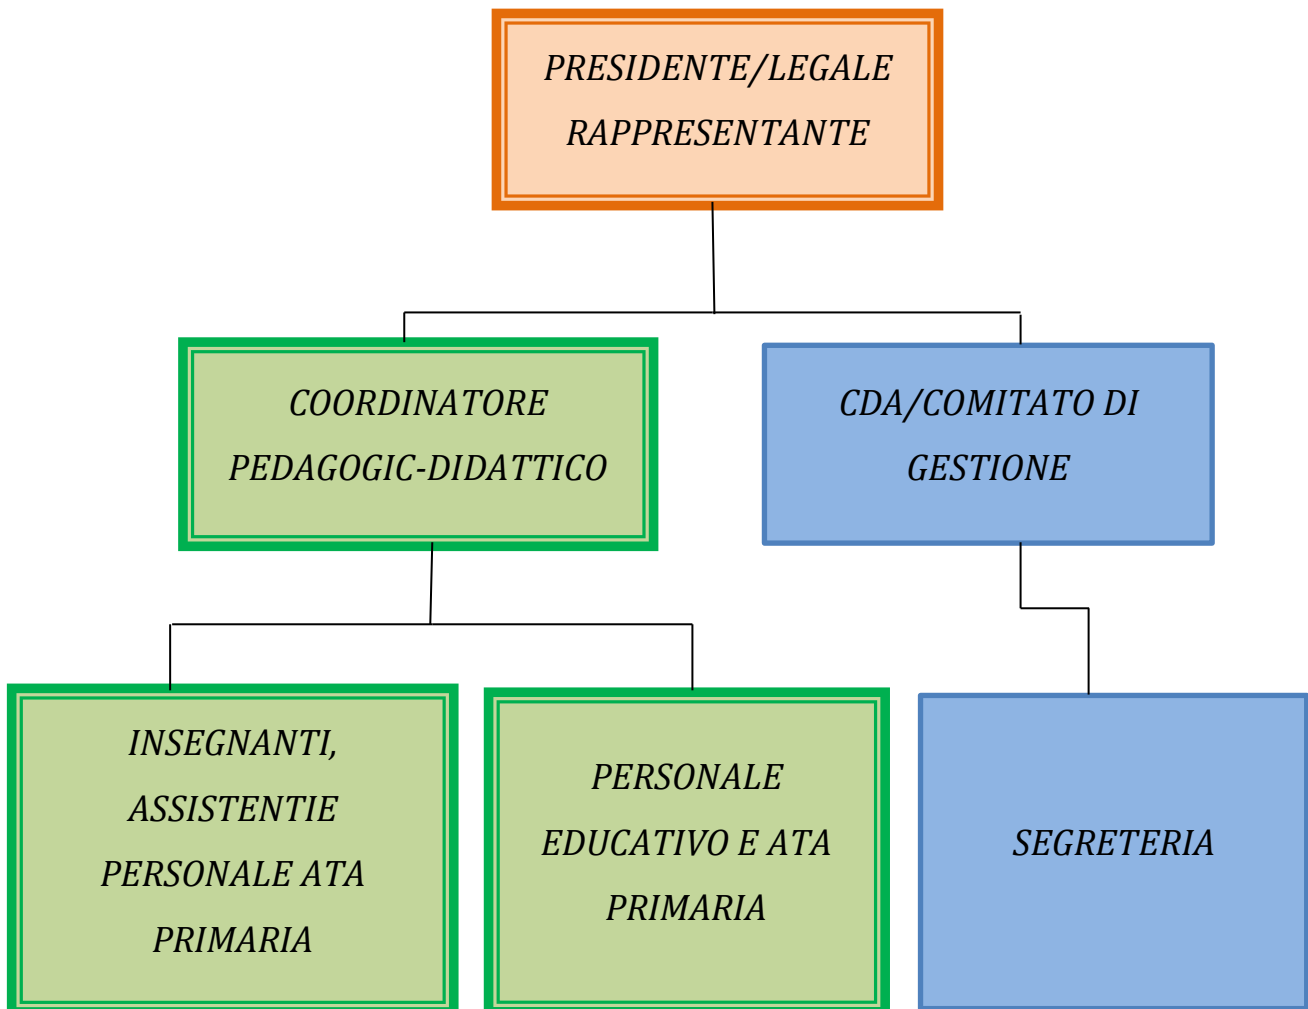 PRESIDENTE/LEGALE
RAPPRESENTANTE
COORDINATORE
PEDAGOGIC-DIDATTICO
CDA/COMITATO DI
GESTIONE
INSEGNANTI,
ASSISTENTIE
PERSONALE ATA
PRIMARIA
PERSONALE
EDUCATIVO E ATA
PRIMARIA
SEGRETERIA